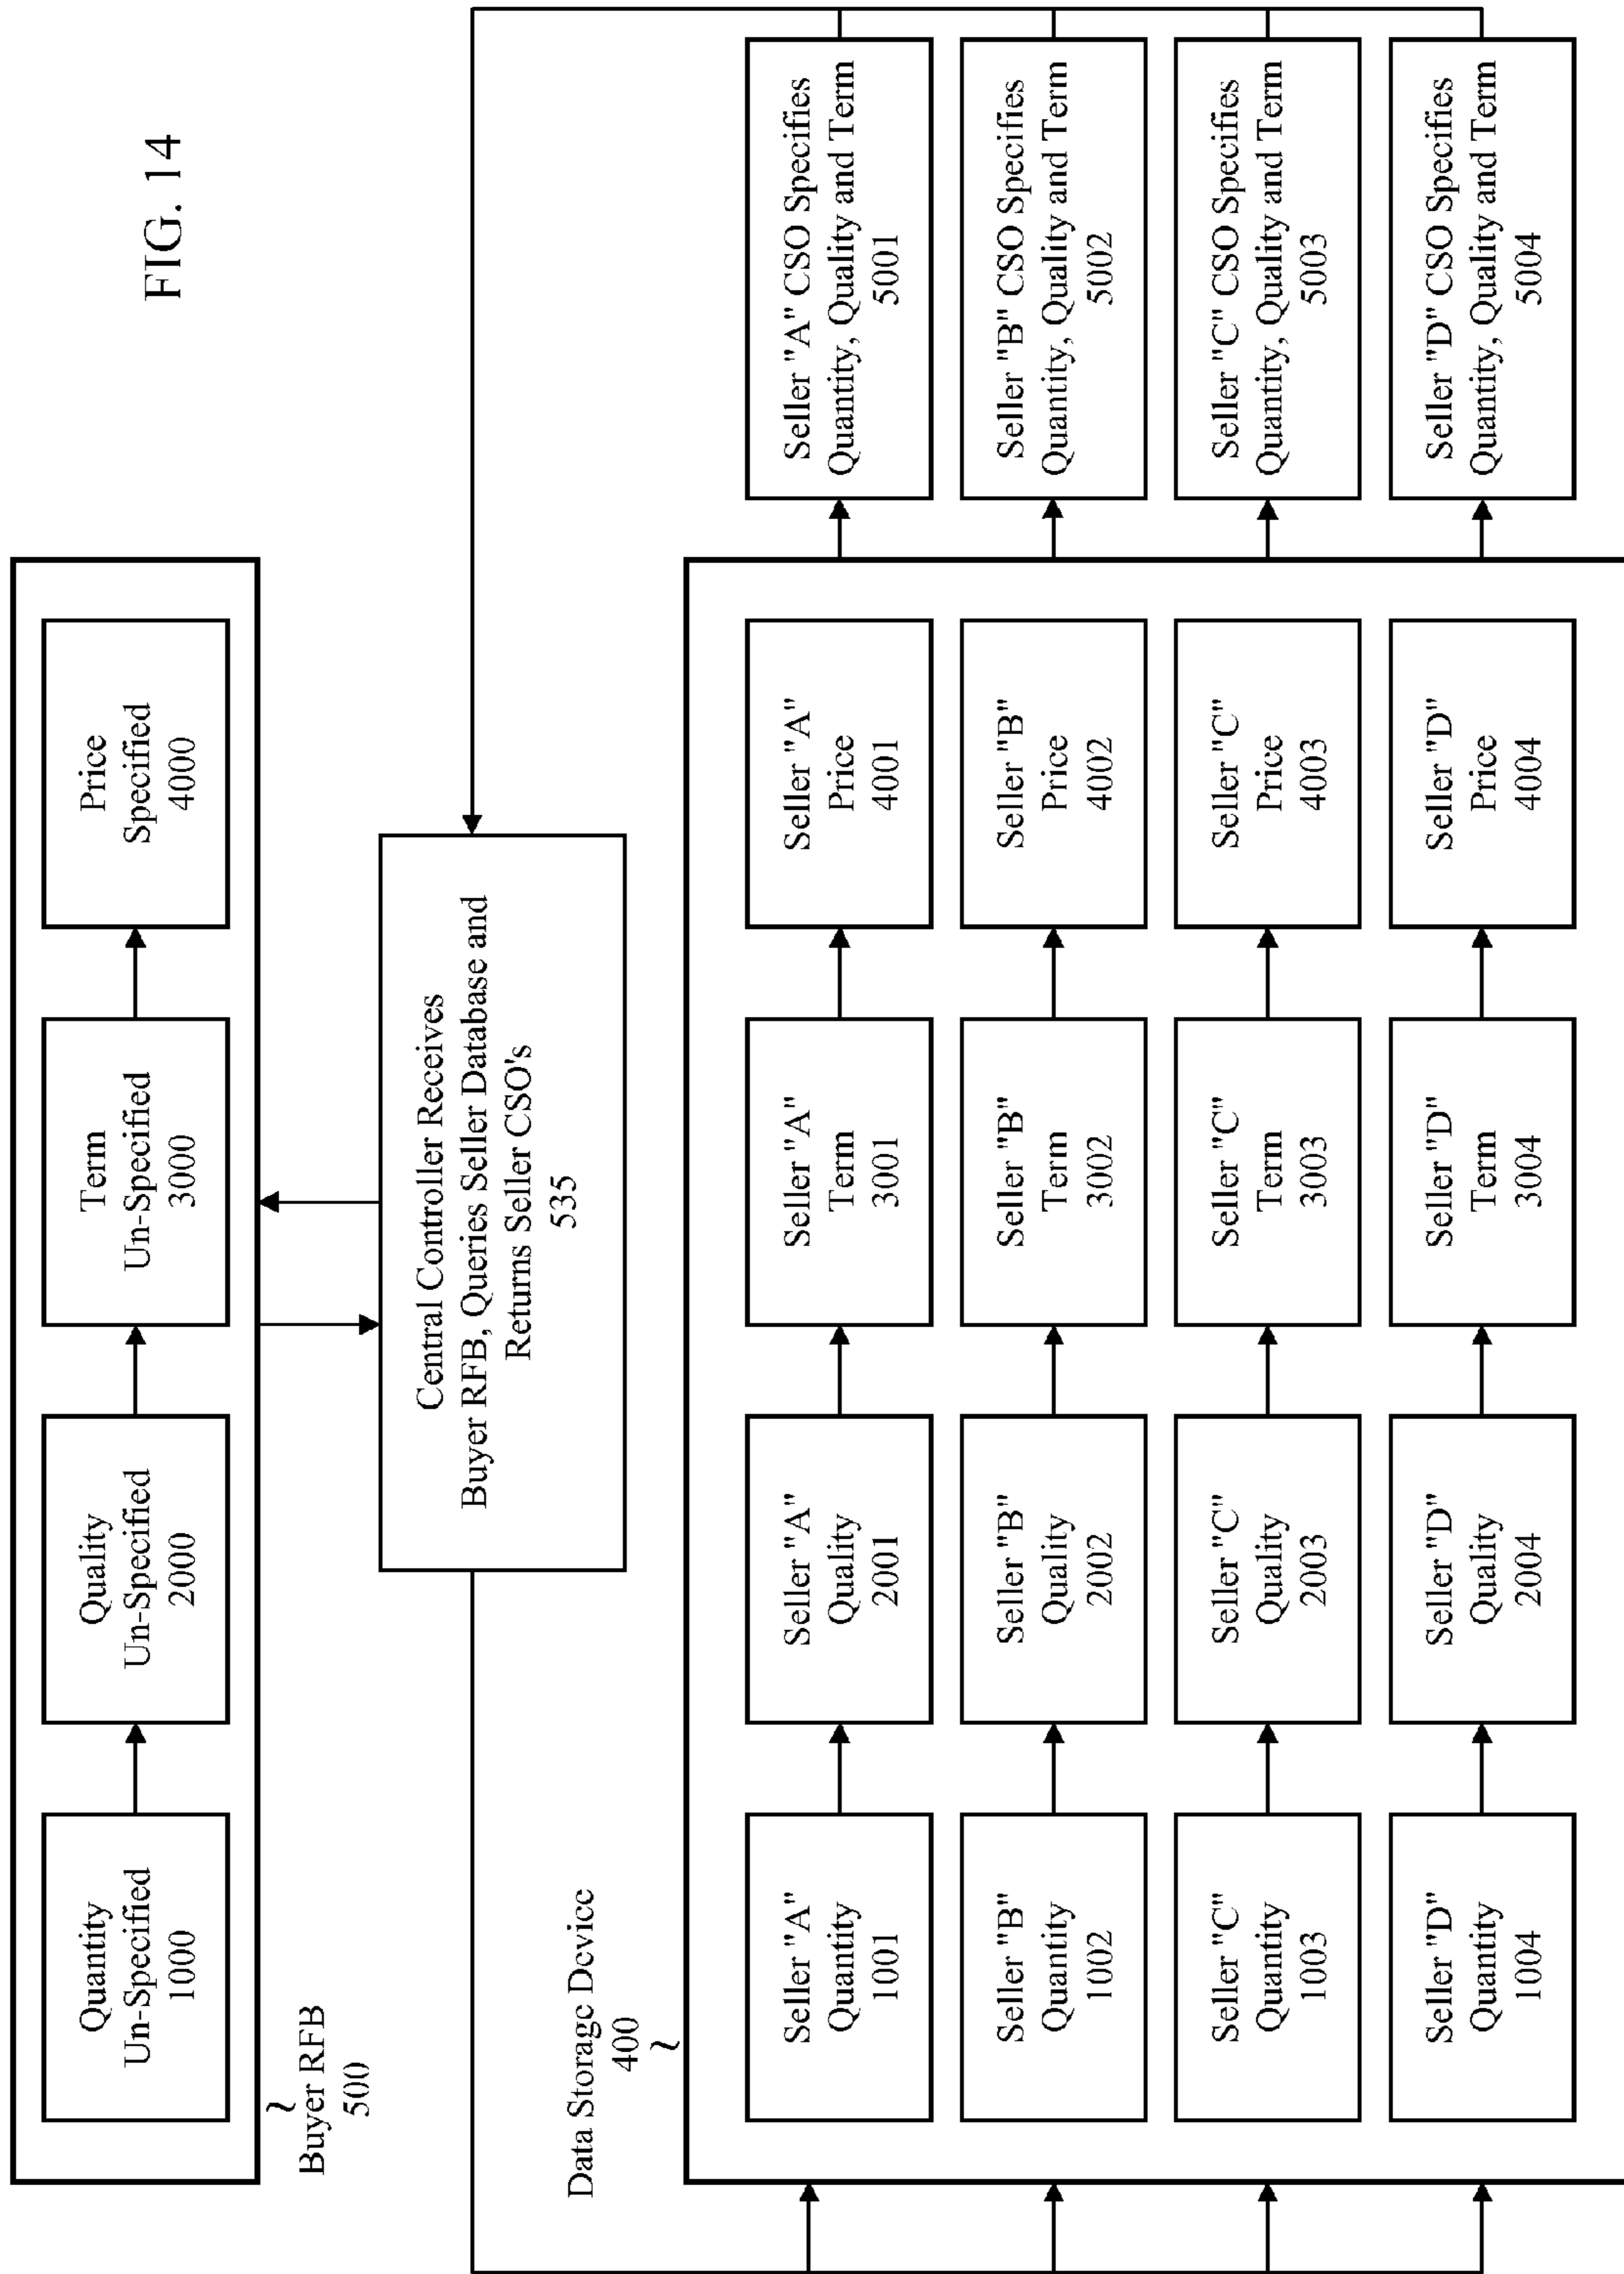 FIG. 14
Quantity
Un-Specified
1000
Quality
Un-Specified
2000
Term
Un-Specified
3000
Price
Specified
4000
Buyer RFB
500
Central Controller Receives
Buyer RFB, Queries Seller Database and
Returns Seller CSO's
535
Data Storage Device
400
Seller "A"
Quantity
1001
Seller "A"
Quality
2001
Seller "A"
Term
3001
Seller "A"
Price
4001
Seller "A" CSO Specifies
Quantity, Quality and Term
5001
Seller "B"
Quantity
1002
Seller "B"
Quality
2002
Seller "B"
Term
3002
Seller "B"
Price
4002
Seller "B" CSO Specifies
Quantity, Quality and Term
5002
Seller "C"
Quantity
1003
Seller "C"
Quality
2003
Seller "C"
Term
3003
Seller "C"
Price
4003
Seller "C" CSO Specifies
Quantity, Quality and Term
5003
Seller "D"
Quantity
1004
Seller "D"
Quality
2004
Seller "D"
Term
3004
Seller "D"
Price
4004
Seller "D" CSO Specifies
Quantity, Quality and Term
5004